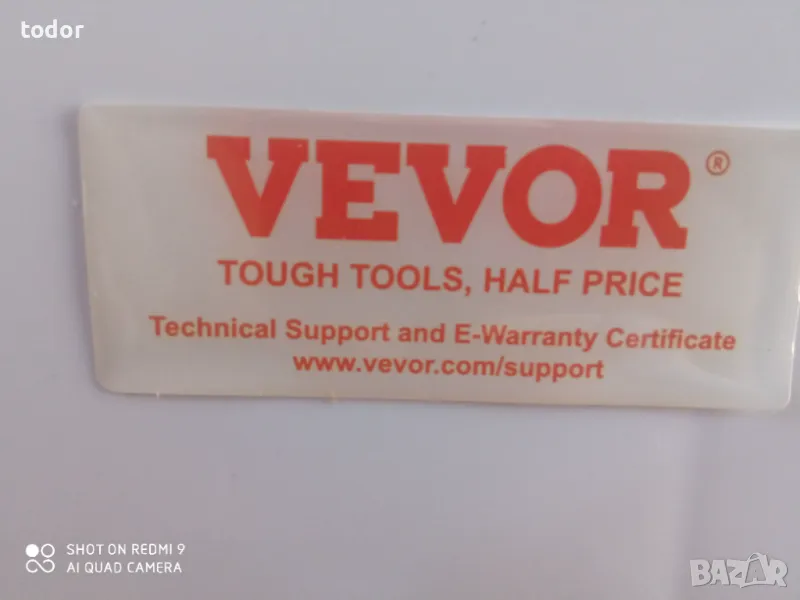 todor
VEVOR®
TOUGH TOOLS, HALF PRICE
Technical Support and E-Warranty Certificate
www.vevor.com/support
SHOT ON REDMI 9
AI QUAD CAMERA
BAZAR